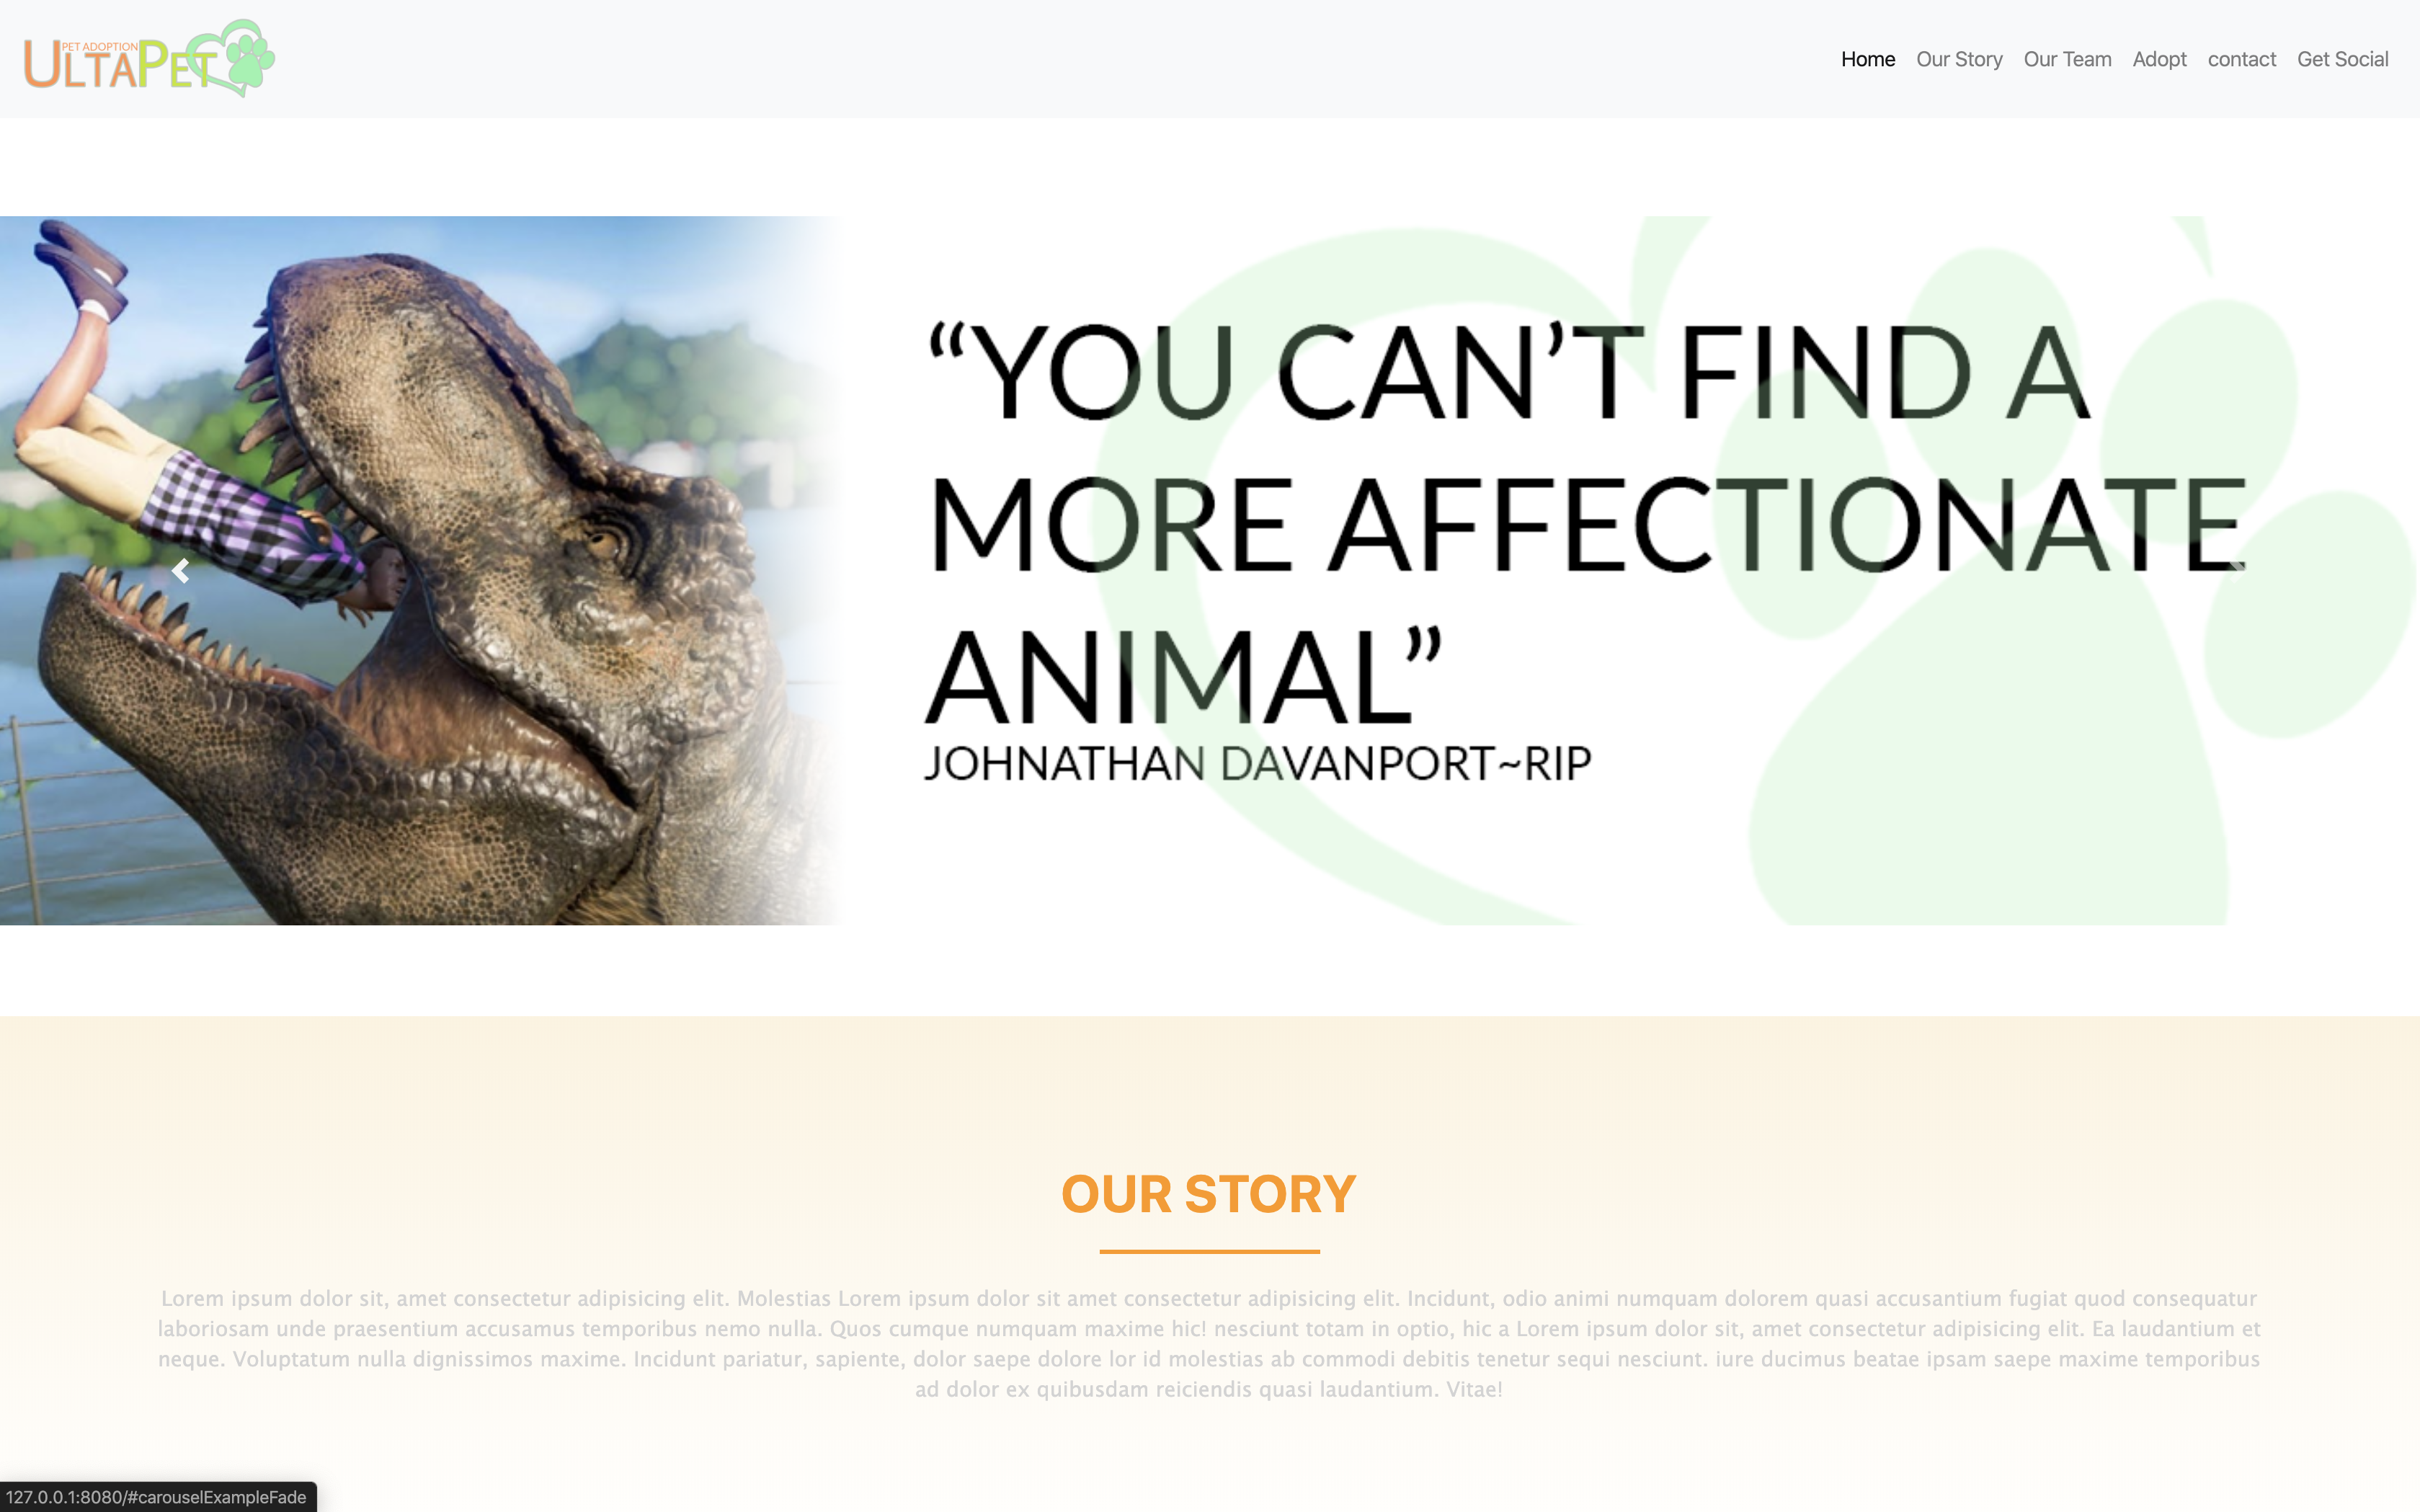 PET ADOPTION
ULTAPET
Home Our Story Our Team Adopt contact Get Social
“YOU CAN’T FIND A
MORE AFFECTIONATE
ANIMAL”
JOHNATHAN DAVANPORT~RIP
OUR STORY
Lorem ipsum dolor sit, amet consectetur adipisicing elit. Molestias Lorem ipsum dolor sit amet consectetur adipisicing elit. Incidunt, odio animi numquam dolorem quasi accusantium fugiat quod consequatur
laboriosam unde praesentium accusamus temporibus nemo nulla. Quos cumque numquam maxime hic! nesciunt totam in optio, hic a Lorem ipsum dolor sit, amet consectetur adipisicing elit. Ea laudantium et
neque. Voluptatum nulla dignissimos maxime. Incidunt pariatur, sapiente, dolor saepe dolore lor id molestias ab commodi debitis tenetur sequi nesciunt. iure ducimus beatae ipsam saepe maxime temporibus
ad dolor ex quibusdam reiciendis quasi laudantium. Vitae!
127.0.0.1:8080/#carouselExampleFade